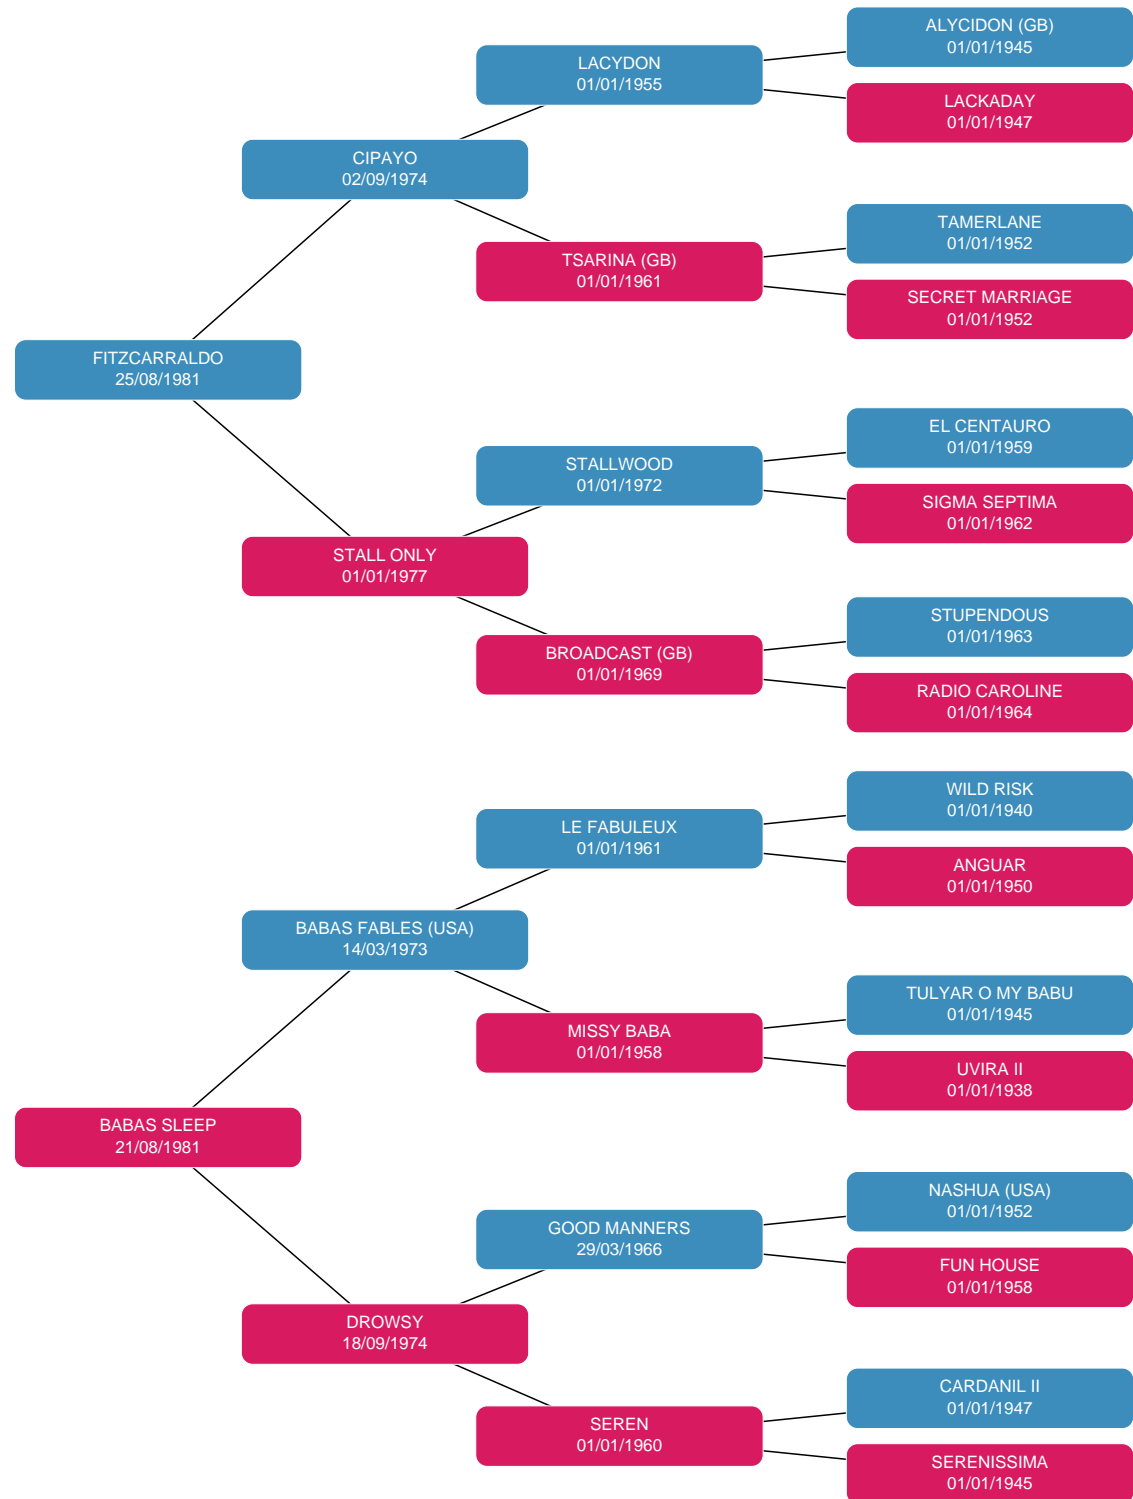 ALYCIDON (GB)
01/01/1945
LACYDON
01/01/1955
LACKADAY
01/01/1947
CIPAYO
02/09/1974
TAMERLANE
01/01/1952
TSARINA (GB)
01/01/1961
SECRET MARRIAGE
01/01/1952
FITZCARRALDO
25/08/1981
EL CENTAURO
01/01/1959
STALLWOOD
01/01/1972
SIGMA SEPTIMA
01/01/1962
STALL ONLY
01/01/1977
STUPENDOUS
01/01/1963
BROADCAST (GB)
01/01/1969
RADIO CAROLINE
01/01/1964
WILD RISK
01/01/1940
LE FABULEUX
01/01/1961
ANGUAR
01/01/1950
BABAS FABLES (USA)
14/03/1973
TULYAR O MY BABU
01/01/1945
MISSY BABA
01/01/1958
UVIRA II
01/01/1938
BABAS SLEEP
21/08/1981
NASHUA (USA)
01/01/1952
GOOD MANNERS
29/03/1966
FUN HOUSE
01/01/1958
DROWSY
18/09/1974
CARDANIL II
01/01/1947
SEREN
01/01/1960
SERENISSIMA
01/01/1945